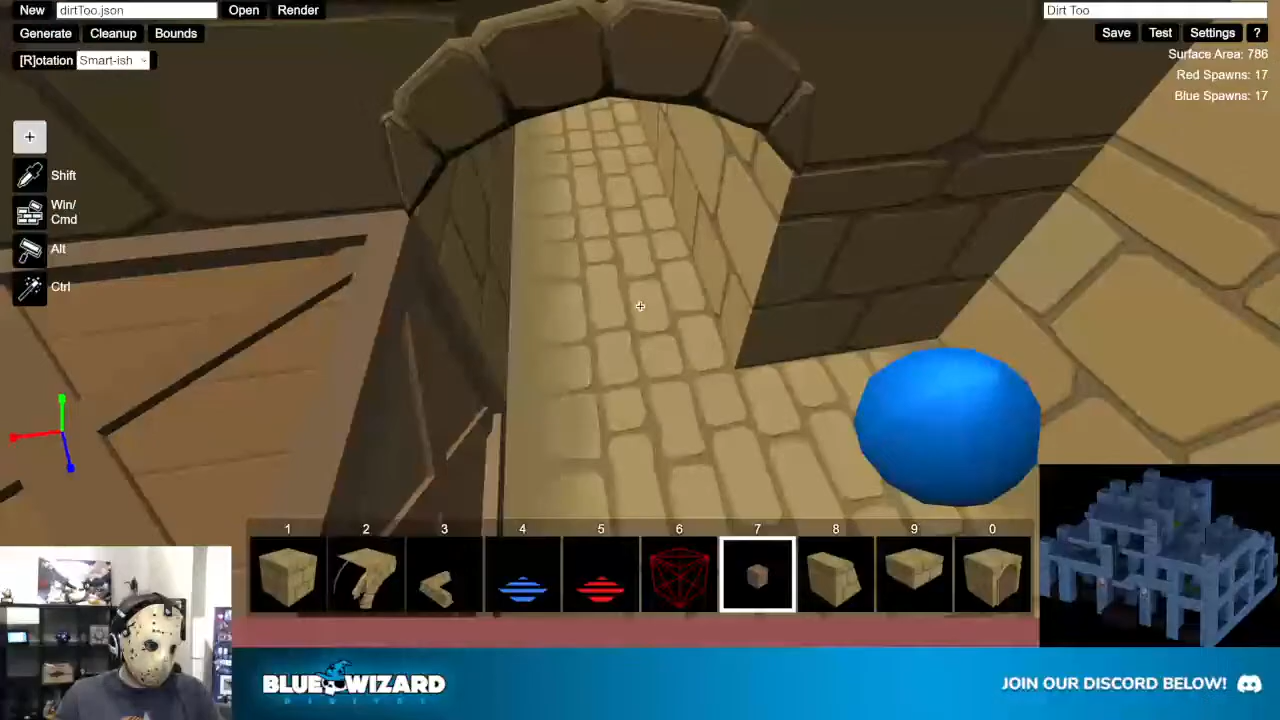 New dirtToo.json Open Render Dirt Too
Generate Cleanup Bounds Save Test Settings ?
[R]otation Smart-ish
Surface Area: 786
Red Spawns: 17
Blue Spawns: 17
+
Shift
Win/
Cmd
Alt
Ctrl
1 2 3 4 5 6 7 8 9 0
BLUE WIZARD
DIGITAL
JOIN OUR DISCORD BELOW!